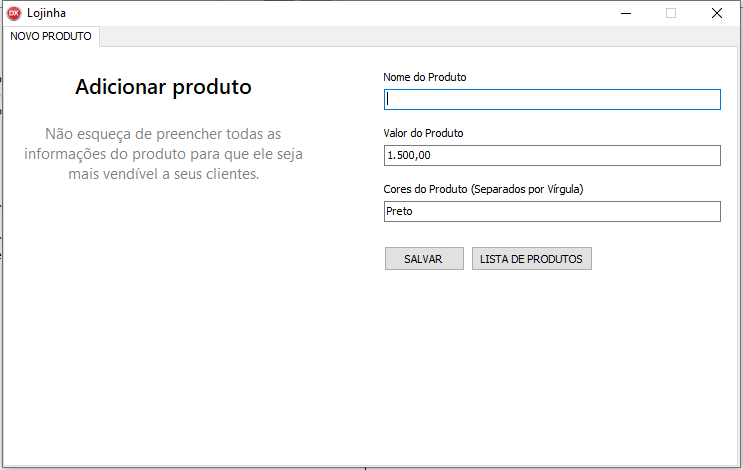 DX Lojinha
NOVO PRODUTO
Adicionar produto
Não esqueça de preencher todas as
informações do produto para que ele seja
mais vendível a seus clientes.
Nome do Produto
Valor do Produto
1.500,00
Cores do Produto (Separados por Vírgula)
Preto
SALVAR
LISTA DE PRODUTOS